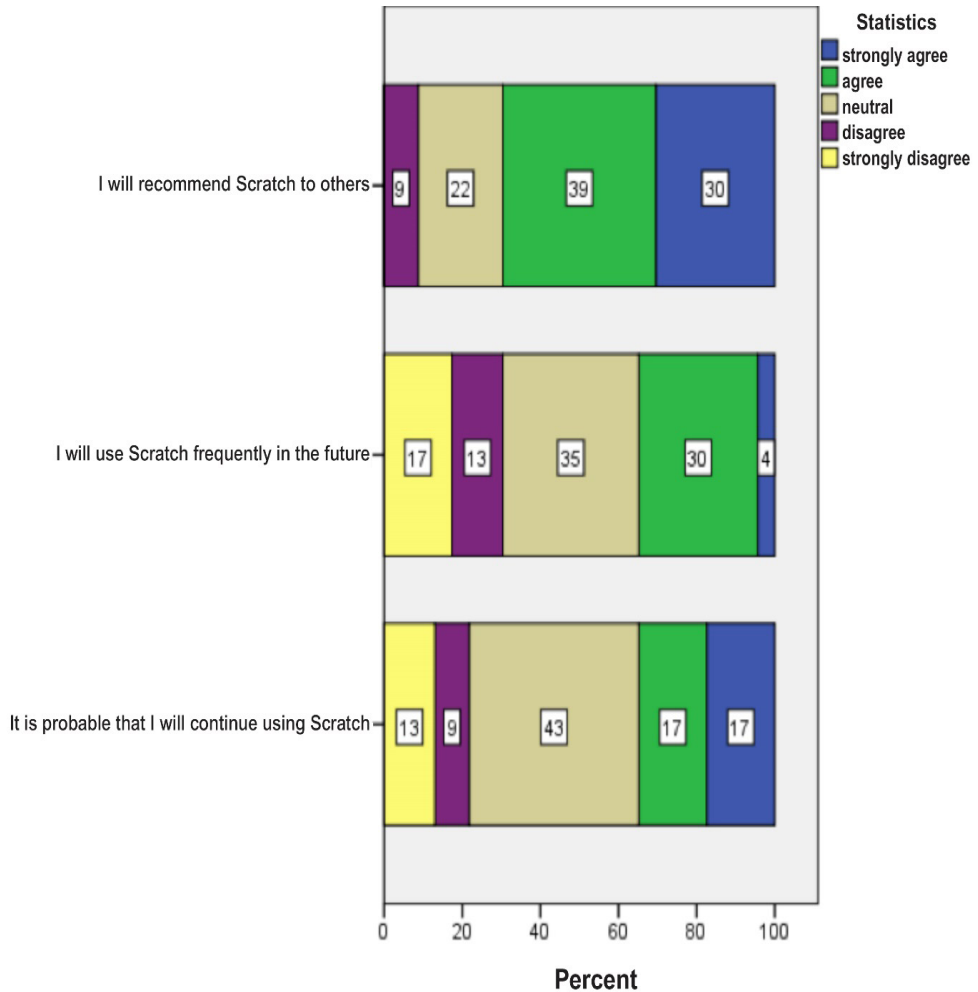 Statistics
strongly agree
agree
neutral
disagree
strongly disagree
I will recommend Scratch to others
9 22 39 30
I will use Scratch frequently in the future
17 13 35 30 4
It is probable that I will continue using Scratch
13 9 43 17 17
0 20 40 60 80 100
Percent